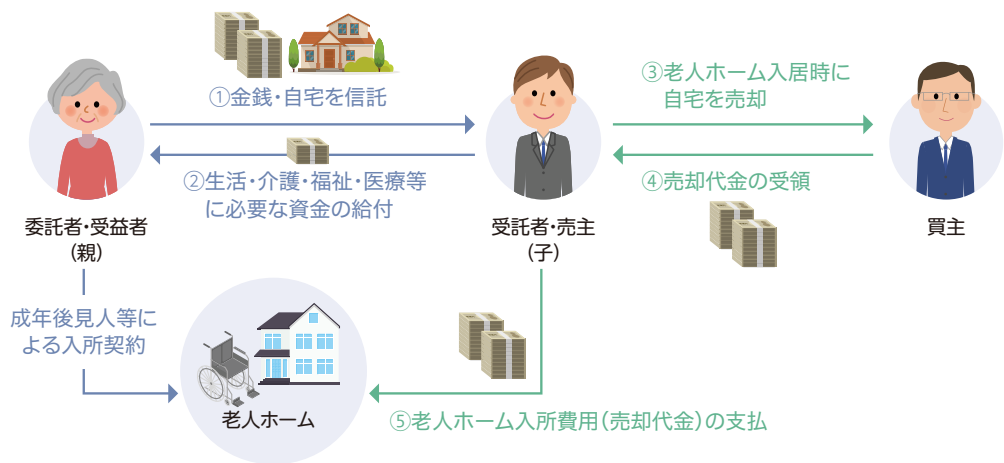 ①金銭・自宅を信託
②生活・介護・福祉・医療等
に必要な資金の給付
③老人ホーム入居時に
自宅を売却
④売却代金の受領
委託者・受益者
(親)
受託者・売主
(子)
買主
成年後見人等に
よる入所契約
老人ホーム
⑤老人ホーム入所費用(売却代金)の支払